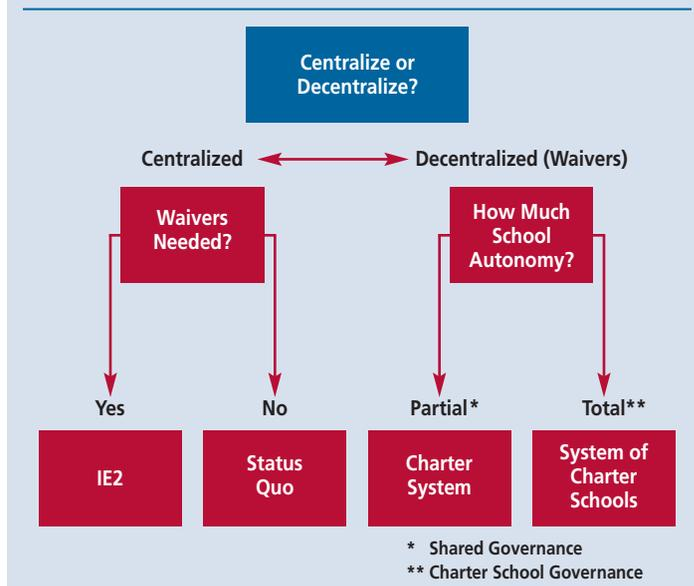 Centralize or
Decentralize?
Centralized
Decentralized (Waivers)
Waivers
Needed?
How Much
School
Autonomy?
Yes
No
Partial*
Total**
IE2
Status
Quo
Charter
System
System of
Charter
Schools
* Shared Governance
** Charter School Governance